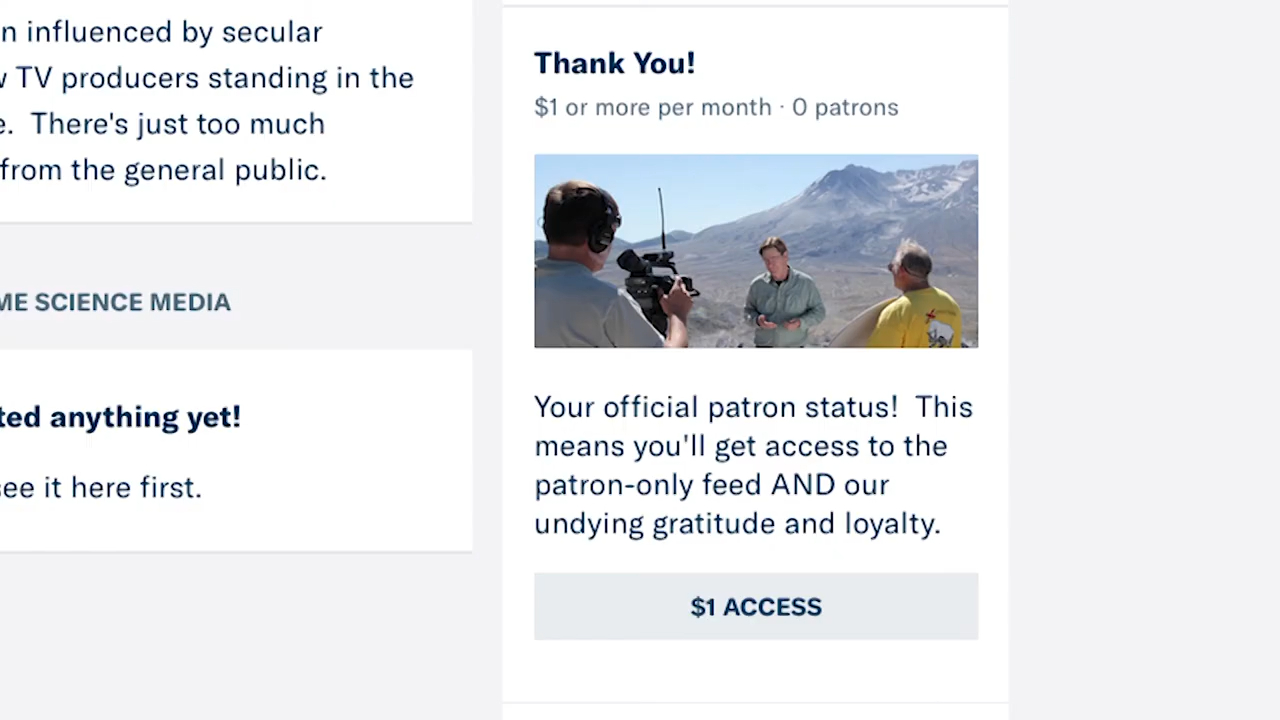 n influenced by secular
TV producers standing in the
There's just too much
from the general public.
ME SCIENCE MEDIA
ted anything yet!
see it here first.
Thank You!
$1 or more per month · 0 patrons
Your official patron status!  This
means you'll get access to the
patron-only feed AND our
undying gratitude and loyalty.
$1 ACCESS